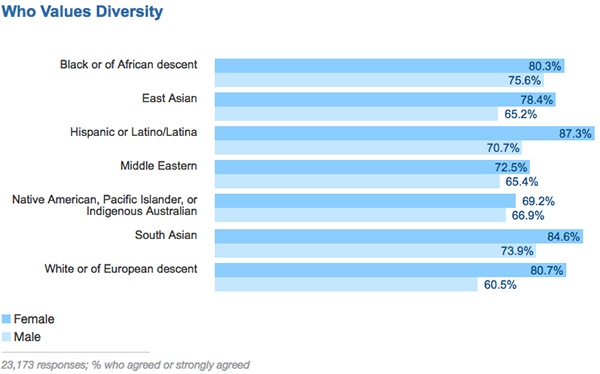 Who Values Diversity
Black or of African descent
80.3%
75.6%
East Asian
78.4%
65.2%
Hispanic or Latino/Latina
87.3%
70.7%
Middle Eastern
72.5%
65.4%
Native American, Pacific Islander, or
Indigenous Australian
69.2%
66.9%
South Asian
84.6%
73.9%
White or of European descent
80.7%
60.5%
Female
Male
23,173 responses; % who agreed or strongly agreed